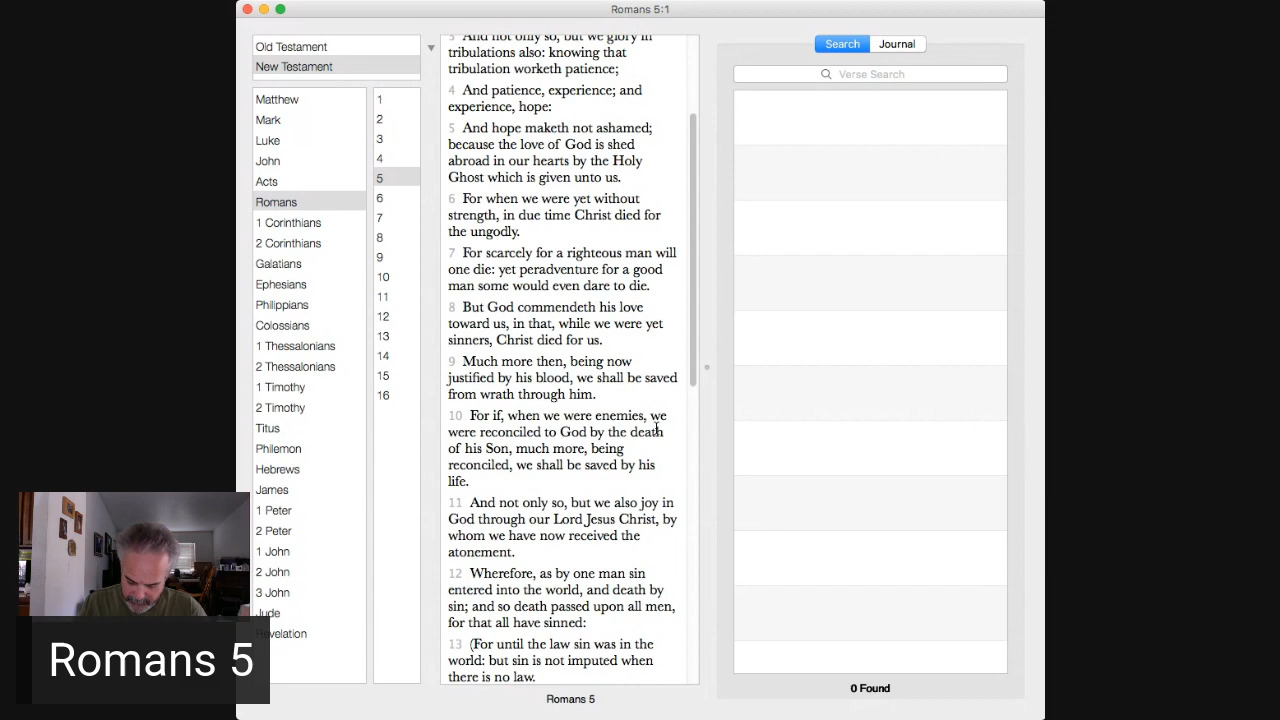 Romans 5:1
Old Testament
New Testament
Matthew
Mark
Luke
John
Acts
Romans
1 Corinthians
2 Corinthians
Galatians
Ephesians
Philippians
Colossians
1 Thessalonians
2 Thessalonians
1 Timothy
2 Timothy
Titus
Philemon
Hebrews
James
1 Peter
2 Peter
1 John
2 John
3 John
Jude
Revelation
1
2
3
4
5
6
7
8
9
10
11
12
13
14
15
16
3 And not only so, but we glory in
tribulations also: knowing that
tribulation worketh patience;
4 And patience, experience; and
experience, hope:
5 And hope maketh not ashamed;
because the love of God is shed
abroad in our hearts by the Holy
Ghost which is given unto us.
6 For when we were yet without
strength, in due time Christ died for
the ungodly.
7 For scarcely for a righteous man will
one die: yet peradventure for a good
man some would even dare to die.
8 But God commendeth his love
toward us, in that, while we were yet
sinners, Christ died for us.
9 Much more then, being now
justified by his blood, we shall be saved
from wrath through him.
10 For if, when we were enemies, we
were reconciled to God by the death
of his Son, much more, being
reconciled, we shall be saved by his
life.
11 And not only so, but we also joy in
God through our Lord Jesus Christ, by
whom we have now received the
atonement.
12 Wherefore, as by one man sin
entered into the world, and death by
sin; and so death passed upon all men,
for that all have sinned:
13 (For until the law sin was in the
world: but sin is not imputed when
there is no law.
Romans 5
Search
Journal
Verse Search
0 Found
Romans 5